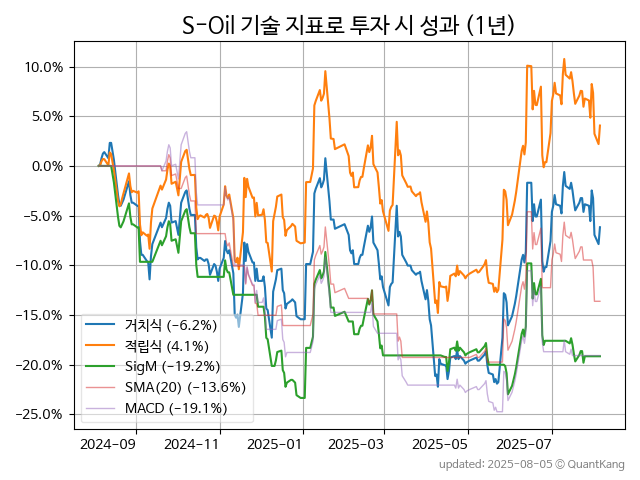 S-Oil 기술 지표로 투자 시 성과 (1년)
10.0%
5.0%
0.0%
−5.0%
−10.0%
−15.0%
−20.0%
−25.0%
거치식 (−6.2%)
적립식 (4.1%)
SigM (−19.2%)
SMA(20) (−13.6%)
MACD (−19.1%)
2024-09 2024-11 2025-01 2025-03 2025-05 2025-07
updated: 2025-08-05 © QuantKang